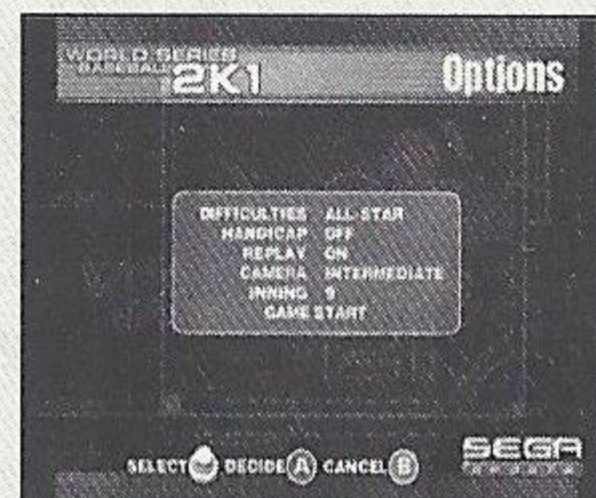 WORLD SERIES
BASEBALL 2K1
Options
DIFFICULTIES ALL-STAR
HANDICAP OFF
REPLAY ON
CAMERA INTERMEDIATE
INNING 9
GAME START
SELECT DECIDE A CANCEL B
SEGA
SPORTS